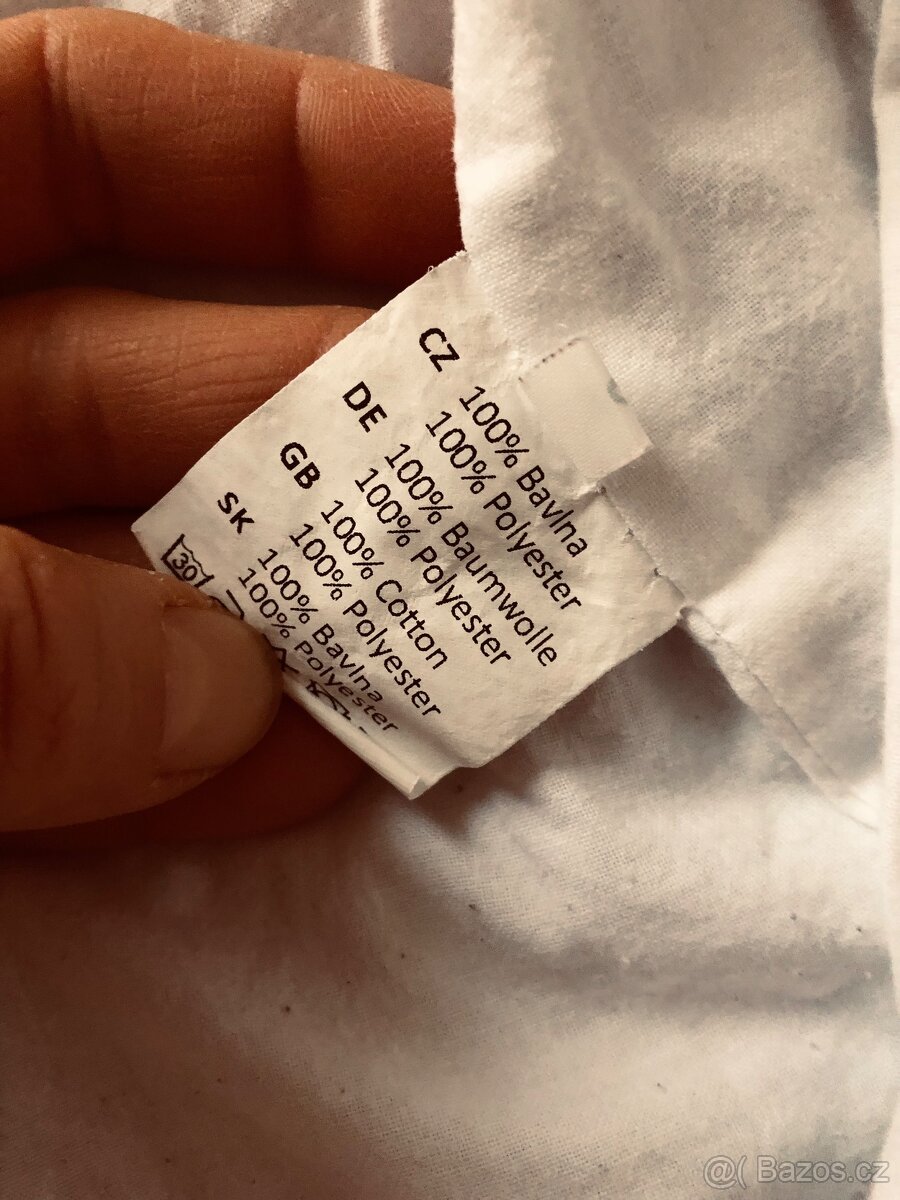 CZ 100% Bavlna
100% Polyester
DE 100% Baumwolle
100% Polyester
GB 100% Cotton
100% Polyester
SK 100% Bavlna
100% Polyester
30
@( Bazos.cz